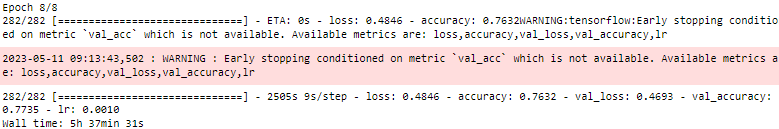 Epoch 8/8
282/282 [==============================] - ETA: 0s - loss: 0.4846 - accuracy: 0.7632WARNING:tensorflow:Early stopping conditio
ed on metric `val_acc` which is not available. Available metrics are: loss,accuracy,val_loss,val_accuracy,lr
2023-05-11 09:13:43,502 : WARNING : Early stopping conditioned on metric `val_acc` which is not available. Available metrics a
e: loss,accuracy,val_loss,val_accuracy,lr
282/282 [==============================] - 2505s 9s/step - loss: 0.4846 - accuracy: 0.7632 - val_loss: 0.4693 - val_accuracy:
0.7735 - lr: 0.0010
Wall time: 5h 37min 31s